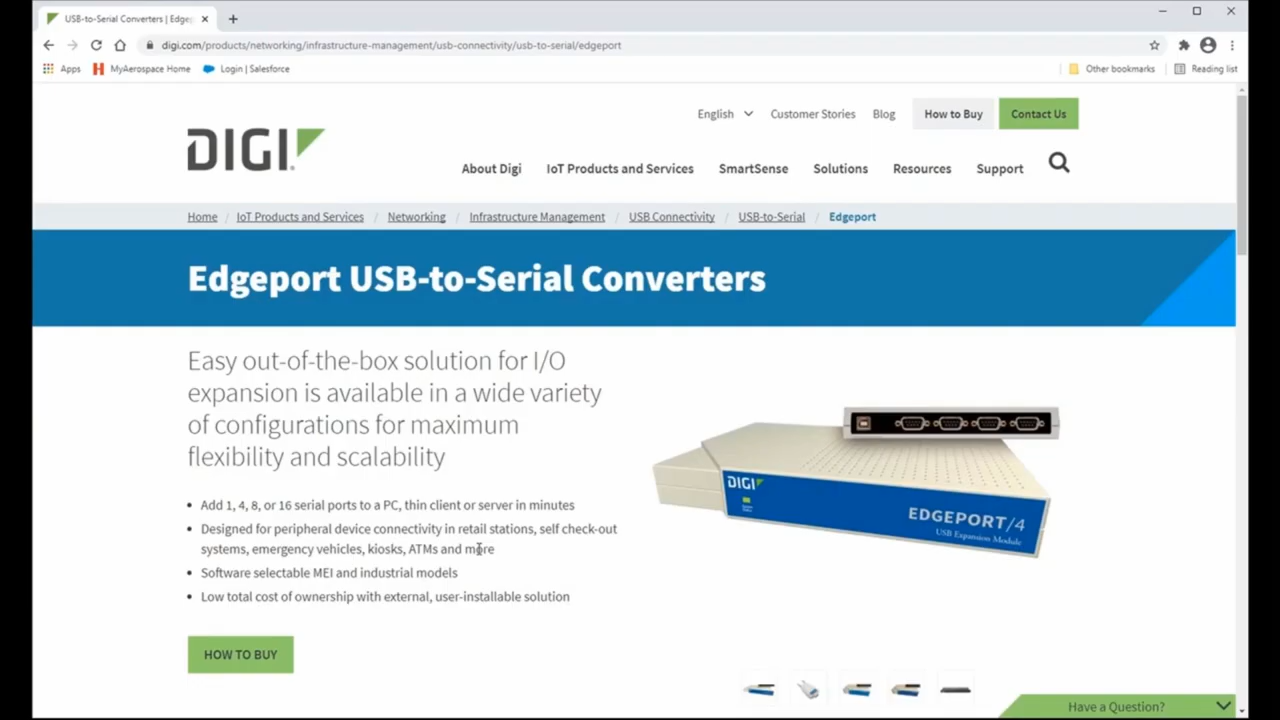 USB-to-Serial Converters | Edgep
digi.com/products/networking/infrastructure-management/usb-connectivity/usb-to-serial/edgeport
Apps MyAerospace Home Login | Salesforce Other bookmarks Reading list
English Customer Stories Blog How to Buy Contact Us
DIGI
About Digi IoT Products and Services SmartSense Solutions Resources Support
Home / IoT Products and Services / Networking / Infrastructure Management / USB Connectivity / USB-to-Serial / Edgeport
Edgeport USB-to-Serial Converters
Easy out-of-the-box solution for I/O
expansion is available in a wide variety
of configurations for maximum
flexibility and scalability
• Add 1, 4, 8, or 16 serial ports to a PC, thin client or server in minutes
• Designed for peripheral device connectivity in retail stations, self check-out
systems, emergency vehicles, kiosks, ATMs and more
• Software selectable MEI and industrial models
• Low total cost of ownership with external, user-installable solution
HOW TO BUY
DIGI
EDGEPORT/4
USB Expansion Module
Have a Question?